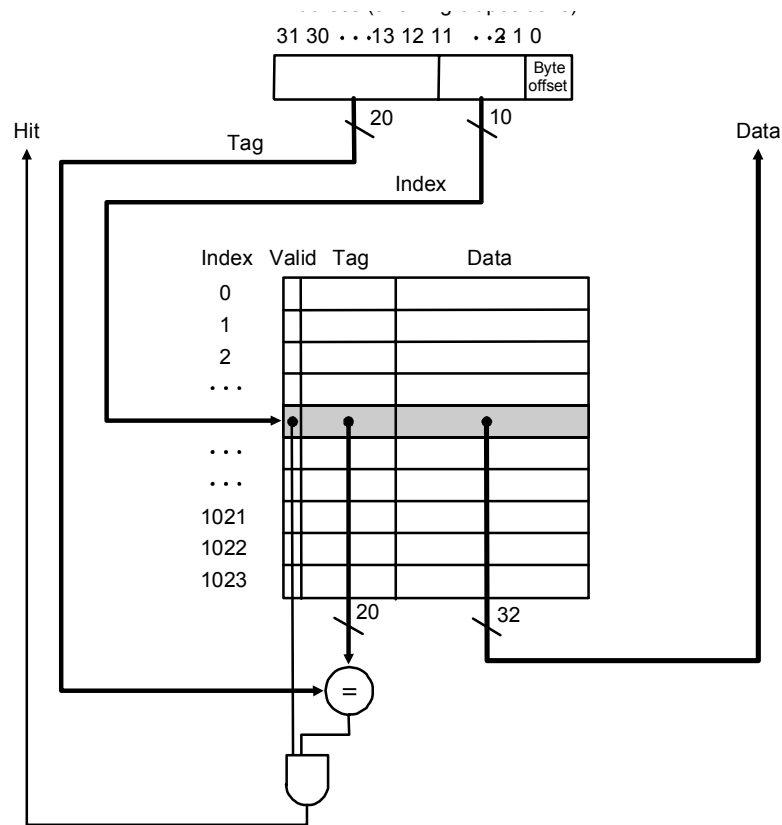 31 30 · · · 13 12 11 · · · 2 1 0
Byte
offset
20
10
Hit
Data
Tag
Index
Index Valid Tag Data
0
1
2
· · ·
· · ·
· · ·
1021
1022
1023
20
32
=